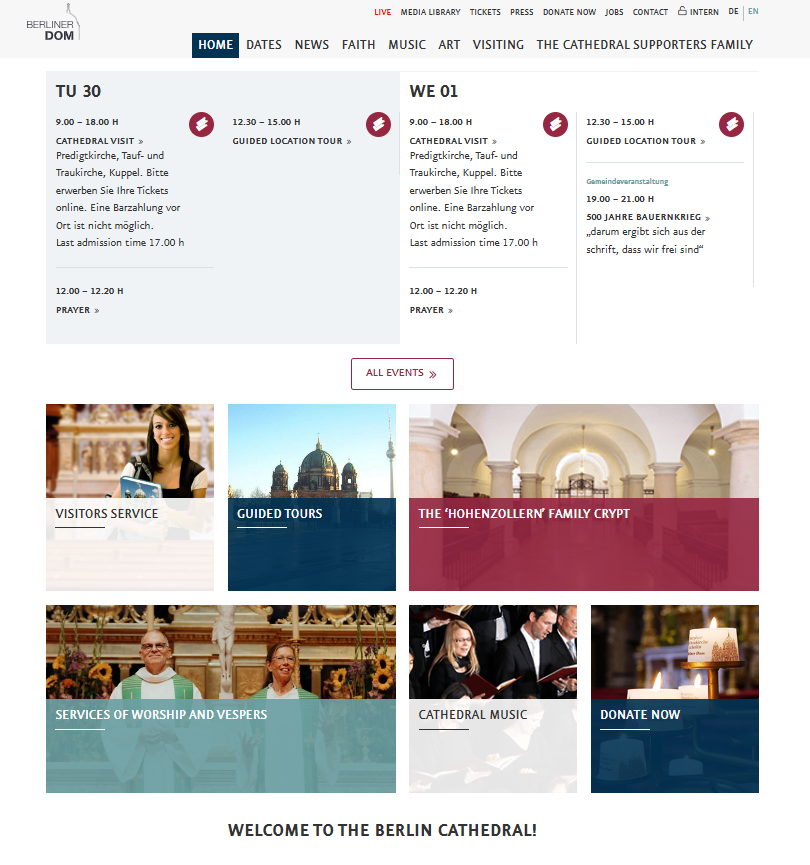 BERLINER
DOM
LIVE MEDIA LIBRARY TICKETS PRESS DONATE NOW JOBS CONTACT INTERN DE EN
HOME DATES NEWS FAITH MUSIC ART VISITING THE CATHEDRAL SUPPORTERS FAMILY
TU 30
9.00 – 18.00 H
CATHEDRAL VISIT »
Predigtkirche, Tauf- und
Traukirche, Kuppel. Bitte
erwerben Sie Ihre Tickets
online. Eine Barzahlung vor
Ort ist nicht möglich.
Last admission time 17.00 h
12.00 – 12.20 H
PRAYER »
12.30 – 15.00 H
GUIDED LOCATION TOUR »
WE 01
9.00 – 18.00 H
CATHEDRAL VISIT »
Predigtkirche, Tauf- und
Traukirche, Kuppel. Bitte
erwerben Sie Ihre Tickets
online. Eine Barzahlung vor
Ort ist nicht möglich.
Last admission time 17.00 h
12.00 – 12.20 H
PRAYER »
12.30 – 15.00 H
GUIDED LOCATION TOUR »
Gemeindeveranstaltung
19.00 – 21.00 H
500 JAHRE BAUERNKRIEG »
„darum ergibt sich aus der
schrift, dass wir frei sind“
ALL EVENTS »
VISITORS SERVICE
GUIDED TOURS
THE ‘HOHENZOLLERN’ FAMILY CRYPT
SERVICES OF WORSHIP AND VESPERS
CATHEDRAL MUSIC
DONATE NOW
WELCOME TO THE BERLIN CATHEDRAL!